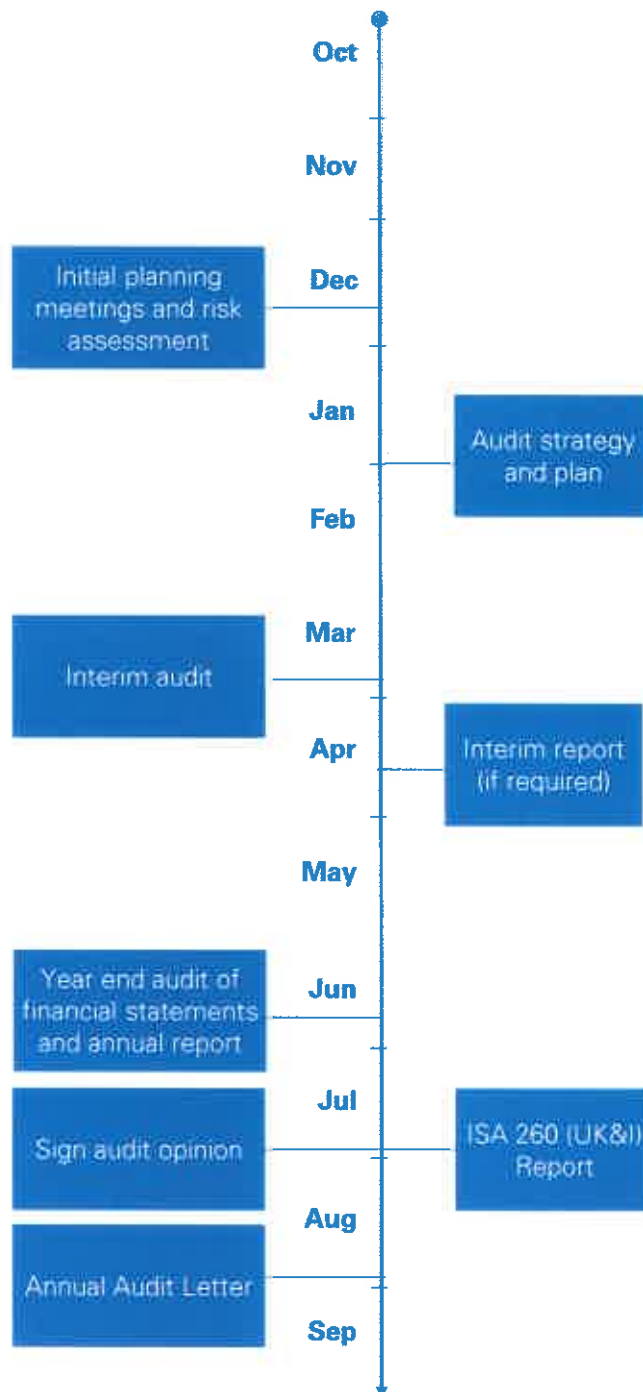 Oct
Nov
Initial planning
meetings and risk
assessment
Dec
Jan
Audit strategy
and plan
Feb
Mar
Interim audit
Apr
Interim report
(if required)
May
Year end audit of
financial statements
and annual report
Jun
Jul
Sign audit opinion
ISA 260 (UK&I)
Report
Aug
Annual Audit Letter
Sep